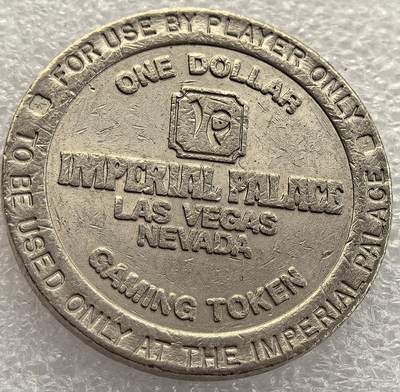 FOR USE BY PLAYER ONLY
ONE DOLLAR
IP
IMPERIAL PALACE
LAS VEGAS
NEVADA
GAMING TOKEN
TO BE USED ONLY AT THE IMPERIAL PALACE